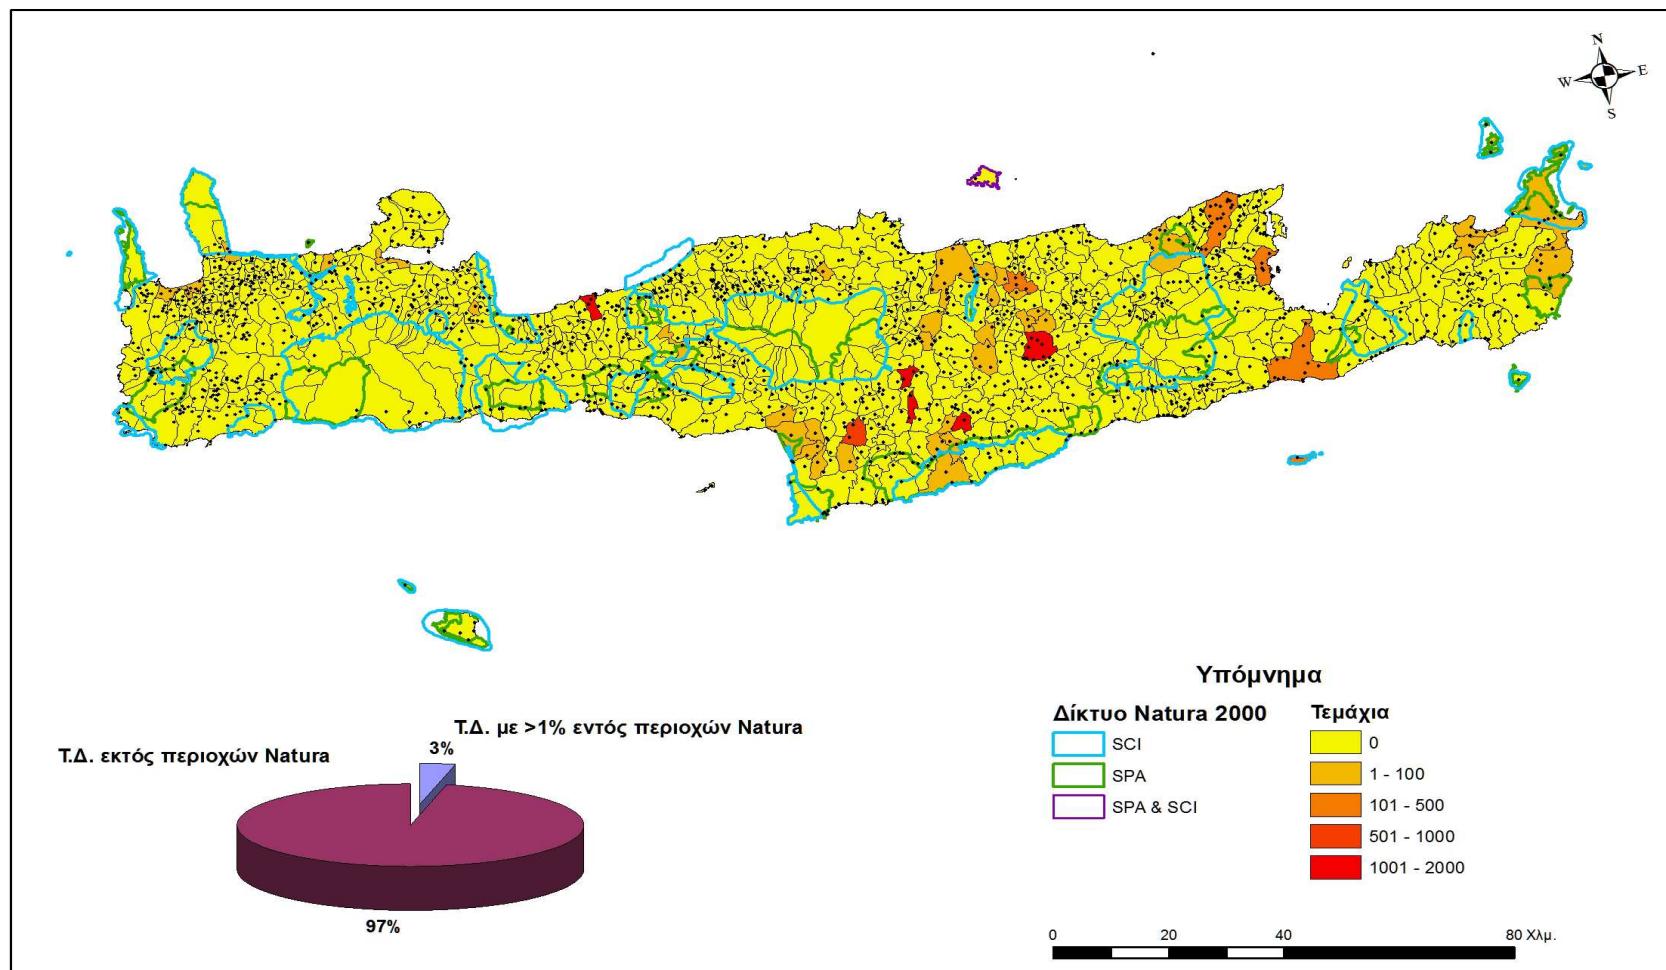 N
W E
S
Υπόμνημα
Δίκτυο Natura 2000
SCI
SPA
SPA & SCI
Τεμάχια
0
1 - 100
101 - 500
501 - 1000
1001 - 2000
Τ.Δ. με >1% εντός περιοχών Natura
3%
Τ.Δ. εκτός περιοχών Natura
97%
0 20 40 80 Χλμ.